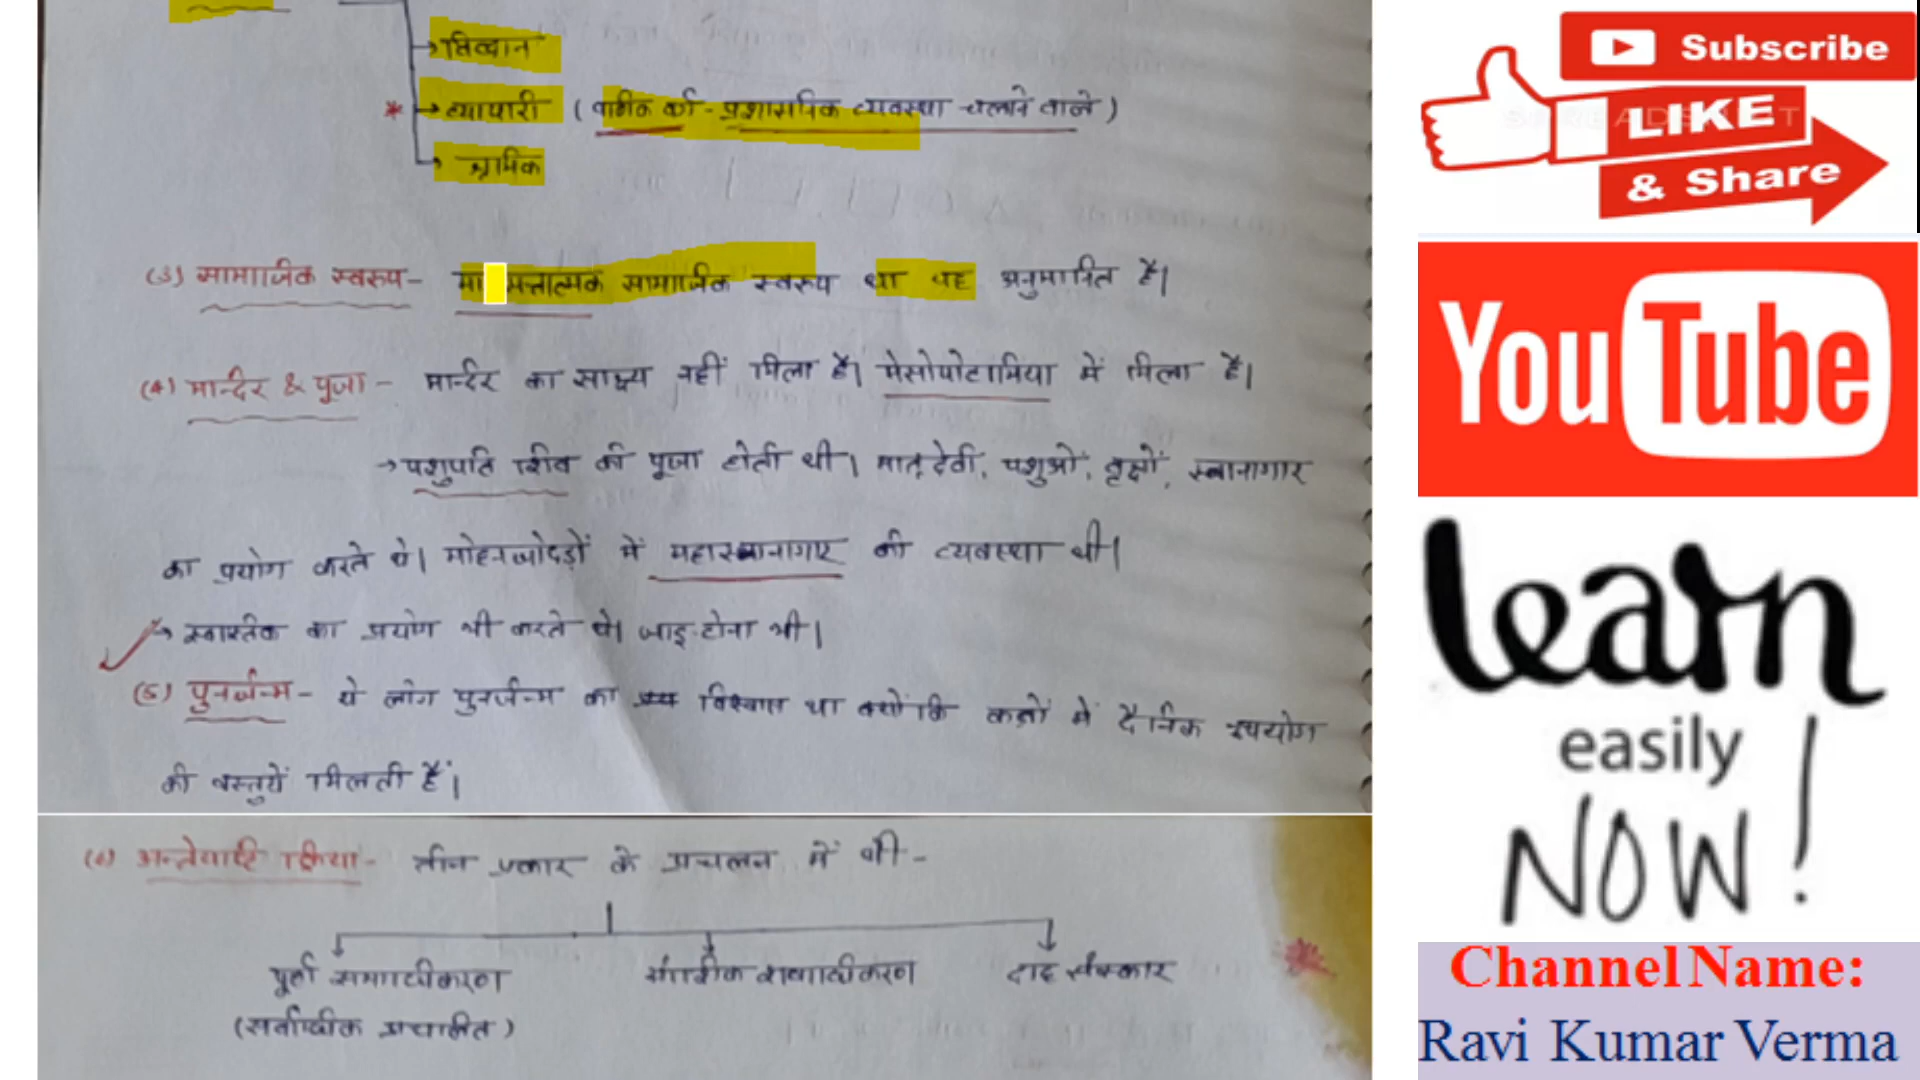 → विद्वान
* → व्यापारी (वणिक वर्ग - प्रशासनिक व्यवस्था चलाने वाले)
→ श्रमिक
(3) सामाजिक स्वरूप - मा सत्तात्मक सामाजिक स्वरूप था यह अनुमानित है।
(4) मन्दिर & पूजा - मन्दिर का साक्ष्य नहीं मिला है। मेसोपोटामिया में मिला है।
→ पशुपति शिव की पूजा होती थी। मातृदेवी, पशुओं, वृक्षों, स्नानागार
का प्रयोग करते थे। मोहनजोदड़ों में महास्नानागार की व्यवस्था थी।
→ स्वास्तिक का प्रयोग भी करते थे। जादू-टोना भी।
(5) पुनर्जन्म - ये लोग पुनर्जन्म का विश्वास था क्योंकि कब्रों में दैनिक उपयोग
की वस्तुयें मिलती हैं।
(6) अन्तेयाष्टि क्रिया - तीन प्रकार के प्रचलन में थी -
पूर्ण समाधीकरण आंशिक शवाधीकरण दाह संस्कार
(सर्वाधिक प्रचलित)
Subscribe
LIKE
& Share
YouTube
learn
easily
NOW!
Channel Name:
Ravi Kumar Verma